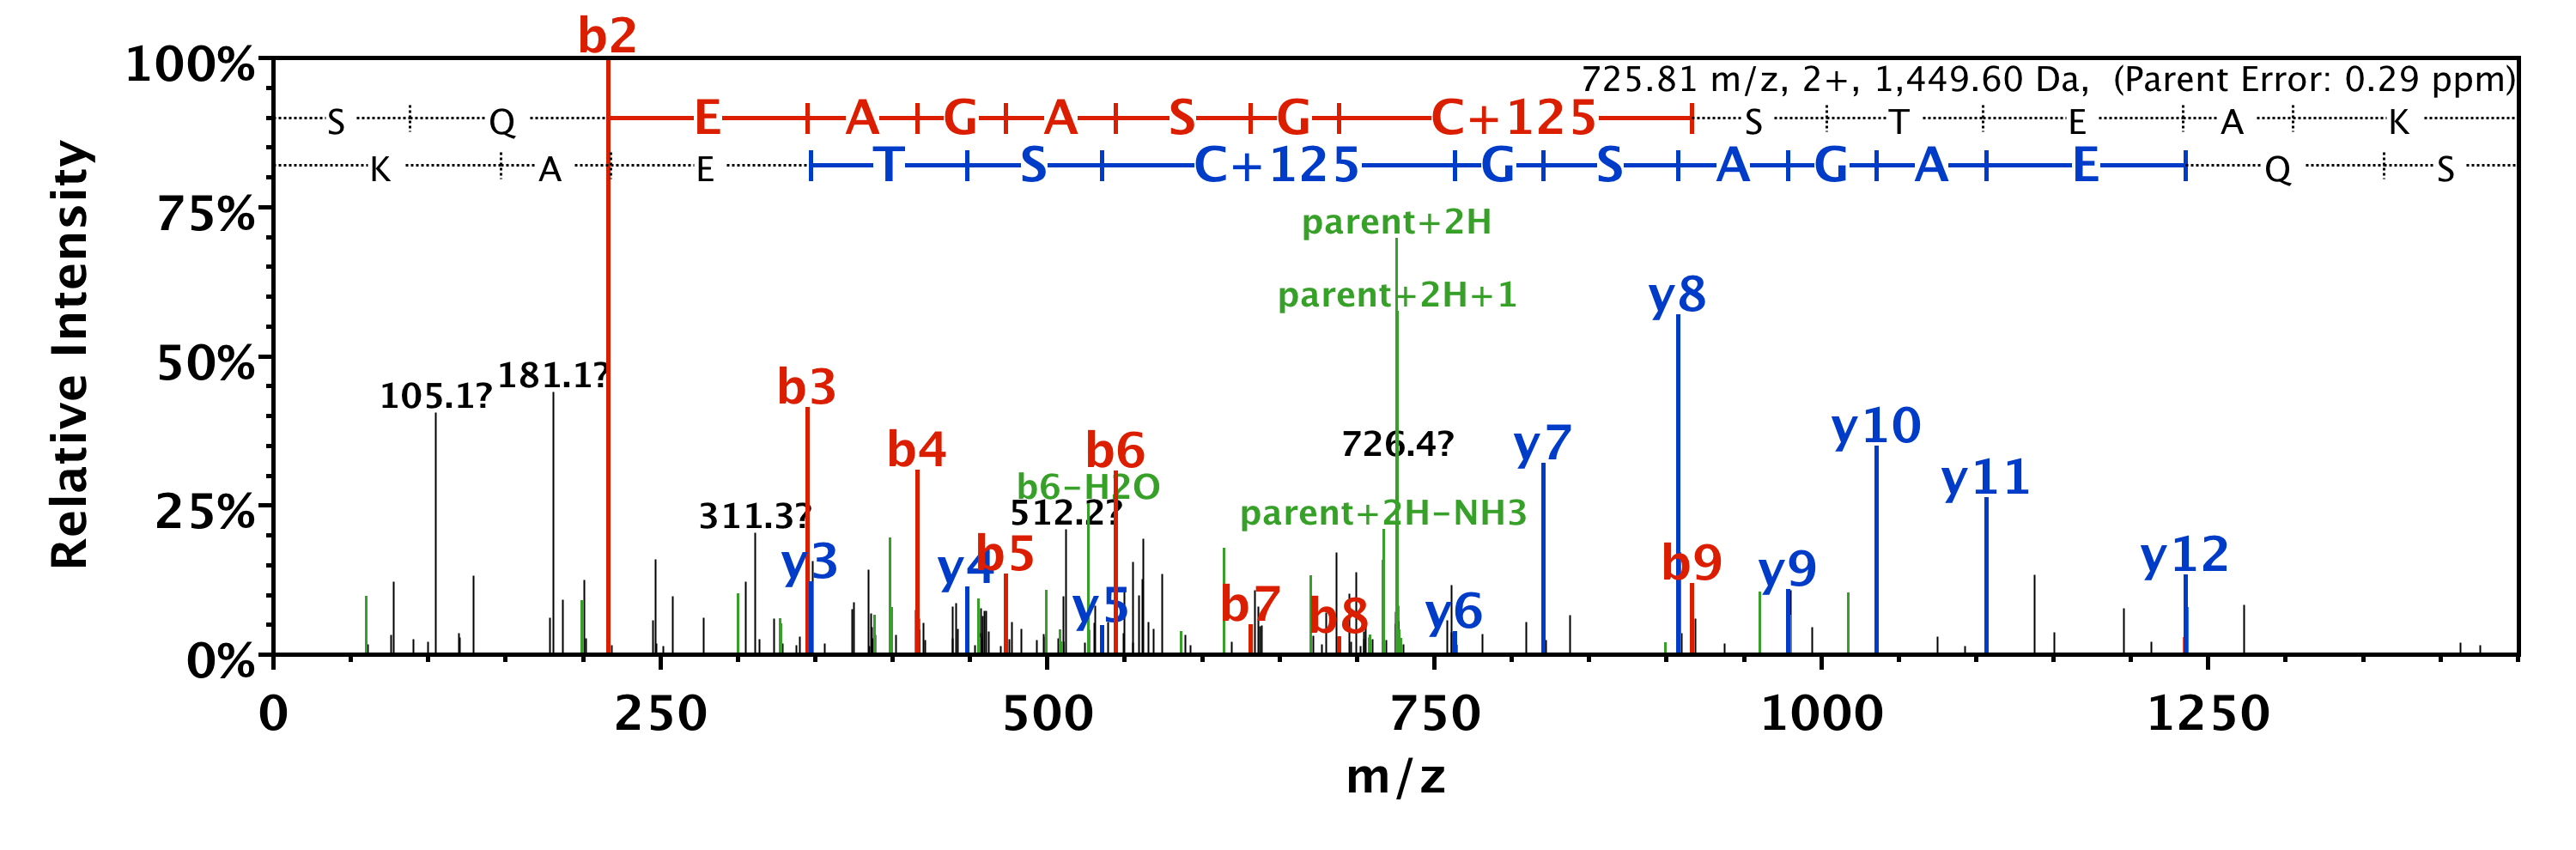 b2
100%
725.81 m/z, 2+, 1,449.60 Da, (Parent Error: 0.29 ppm)
S Q E A G A S G C+125 S T E A K
K A E T S C+125 G S A G A E Q S
75%
parent+2H
parent+2H+1
y8
50%
105.1? 181.1? b3
b4 b6 726.4? y7 y10
y11
b6-H2O
25%
311.3? 512.2? parent+2H-NH3
y3 y4 b5 b9 y9 y12
y5 b7 b8 y6
0%
0 250 500 750 1000 1250
m/z
Relative Intensity